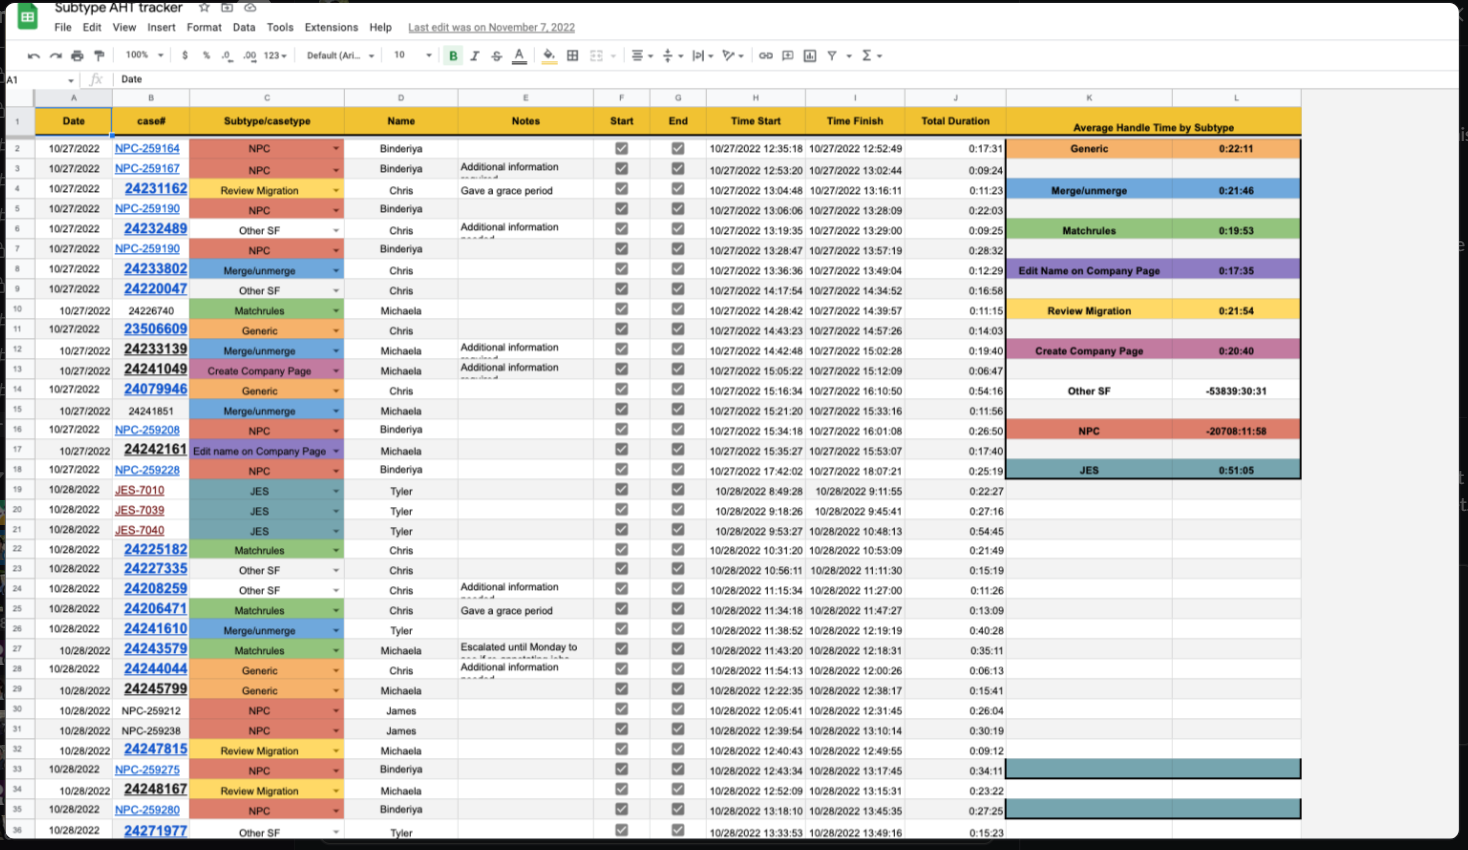 Subtype AHT tracker
File Edit View Insert Format Data Tools Extensions Help Last edit was on November 7, 2022
100% $ % .0 .00 123 Default (Ari... 10 B I S A
A1 fx Date
A B C D E F G H I J K L
1 Date case# Subtype/casetype Name Notes Start End Time Start Time Finish Total Duration Average Handle Time by Subtype
2 10/27/2022 NPC-259164 NPC Binderiya 10/27/2022 12:35:18 10/27/2022 12:52:49 0:17:31 Generic 0:22:11
3 10/27/2022 NPC-259167 NPC Binderiya Additional information 10/27/2022 12:53:20 10/27/2022 13:02:44 0:09:24
4 10/27/2022 24231162 Review Migration Chris Gave a grace period 10/27/2022 13:04:48 10/27/2022 13:16:11 0:11:23 Merge/unmerge 0:21:46
5 10/27/2022 NPC-259190 NPC Binderiya 10/27/2022 13:06:06 10/27/2022 13:28:09 0:22:03
6 10/27/2022 24232489 Other SF Chris Additional information 10/27/2022 13:19:35 10/27/2022 13:29:00 0:09:25 Matchrules 0:19:53
7 10/27/2022 NPC-259190 NPC Binderiya 10/27/2022 13:28:47 10/27/2022 13:57:19 0:28:32
8 10/27/2022 24233802 Merge/unmerge Chris 10/27/2022 13:36:36 10/27/2022 13:49:04 0:12:29 Edit Name on Company Page 0:17:35
9 10/27/2022 24220047 Other SF Chris 10/27/2022 14:17:54 10/27/2022 14:34:52 0:16:58
10 10/27/2022 24226740 Matchrules Michaela 10/27/2022 14:28:42 10/27/2022 14:39:57 0:11:15 Review Migration 0:21:54
11 10/27/2022 23506609 Generic Chris 10/27/2022 14:43:23 10/27/2022 14:57:26 0:14:03
12 10/27/2022 24233139 Merge/unmerge Michaela Additional information 10/27/2022 14:42:48 10/27/2022 15:02:28 0:19:40 Create Company Page 0:20:40
13 10/27/2022 24241049 Create Company Page Michaela Additional information 10/27/2022 15:05:22 10/27/2022 15:12:09 0:06:47
14 10/27/2022 24079946 Generic Chris 10/27/2022 15:16:34 10/27/2022 16:10:50 0:54:16 Other SF -53839:30:31
15 10/27/2022 24241851 Merge/unmerge Michaela 10/27/2022 15:21:20 10/27/2022 15:33:16 0:11:56
16 10/27/2022 NPC-259208 NPC Binderiya 10/27/2022 15:34:18 10/27/2022 16:01:08 0:26:50 NPC -20708:11:58
17 10/27/2022 24242161 Edit name on Company Page Michaela 10/27/2022 15:35:27 10/27/2022 15:53:07 0:17:40
18 10/27/2022 NPC-259228 NPC Binderiya 10/27/2022 17:42:02 10/27/2022 18:07:21 0:25:19 JES 0:51:05
19 10/28/2022 JES-7010 JES Tyler 10/28/2022 8:49:28 10/28/2022 9:11:55 0:22:27
20 10/28/2022 JES-7039 JES Tyler 10/28/2022 9:18:26 10/28/2022 9:45:41 0:27:16
21 10/28/2022 JES-7040 JES Tyler 10/28/2022 9:53:27 10/28/2022 10:48:13 0:54:45
22 10/28/2022 24225182 Matchrules Chris 10/28/2022 10:31:20 10/28/2022 10:53:09 0:21:49
23 10/28/2022 24227335 Other SF Chris 10/28/2022 10:56:11 10/28/2022 11:11:30 0:15:19
24 10/28/2022 24208259 Other SF Chris Additional information 10/28/2022 11:15:34 10/28/2022 11:27:00 0:11:26
25 10/28/2022 24206471 Matchrules Chris Gave a grace period 10/28/2022 11:34:18 10/28/2022 11:47:27 0:13:09
26 10/28/2022 24241610 Merge/unmerge Tyler 10/28/2022 11:38:52 10/28/2022 12:19:19 0:40:28
27 10/28/2022 24243579 Matchrules Michaela Escalated until Monday to 10/28/2022 11:43:20 10/28/2022 12:18:31 0:35:11
28 10/28/2022 24244044 Generic Chris Additional information 10/28/2022 11:54:13 10/28/2022 12:00:26 0:06:13
29 10/28/2022 24245799 Generic Michaela 10/28/2022 12:22:35 10/28/2022 12:38:17 0:15:41
30 10/28/2022 NPC-259212 NPC James 10/28/2022 12:05:41 10/28/2022 12:31:45 0:26:04
31 10/28/2022 NPC-259238 NPC James 10/28/2022 12:39:54 10/28/2022 13:10:14 0:30:19
32 10/28/2022 24247815 Review Migration Michaela 10/28/2022 12:40:43 10/28/2022 12:49:55 0:09:12
33 10/28/2022 NPC-259275 NPC Binderiya 10/28/2022 12:43:34 10/28/2022 13:17:45 0:34:11
34 10/28/2022 24248167 Review Migration Michaela 10/28/2022 12:52:09 10/28/2022 13:15:31 0:23:22
35 10/28/2022 NPC-259280 NPC Binderiya 10/28/2022 13:18:10 10/28/2022 13:45:35 0:27:25
36 10/28/2022 24271977 Other SF Tyler 10/28/2022 13:33:53 10/28/2022 13:49:16 0:15:23